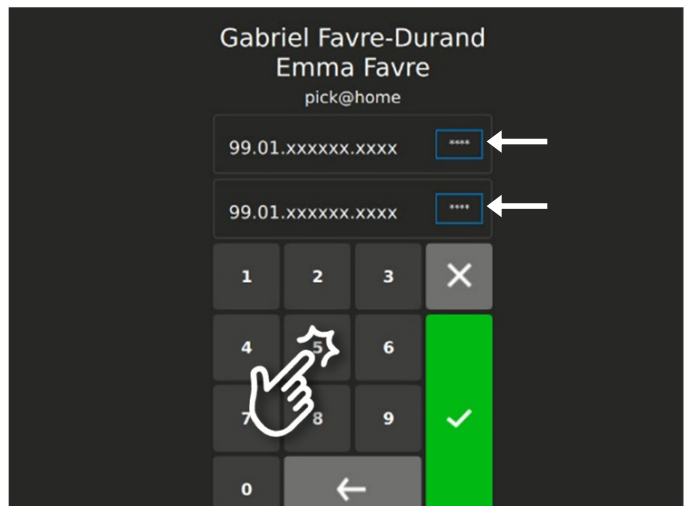 Gabriel Favre-Durand
Emma Favre
pick@home
99.01.xxxxxx.xxxx ****
99.01.xxxxxx.xxxx ****
1 2 3
4 5 6
7 8 9
0